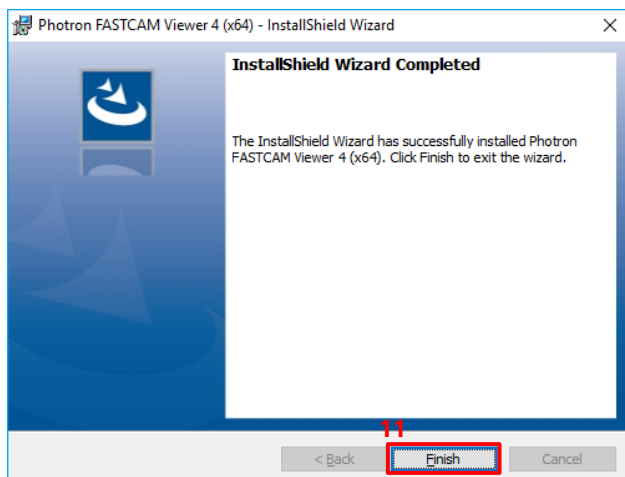 Photron FASTCAM Viewer 4 (x64) - InstallShield Wizard
InstallShield Wizard Completed
The InstallShield Wizard has successfully installed Photron
FASTCAM Viewer 4 (x64). Click Finish to exit the wizard.
11
< Back
Finish
Cancel